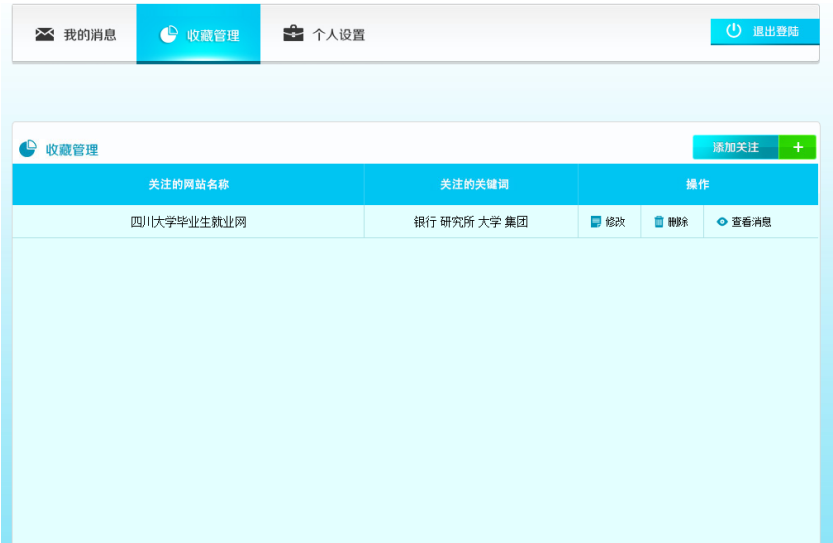 我的消息 收藏管理 个人设置 退出登陆
收藏管理 添加关注 +
关注的网站名称 关注的关键词 操作
四川大学毕业生就业网 银行 研究所 大学 集团 修改 删除 查看消息